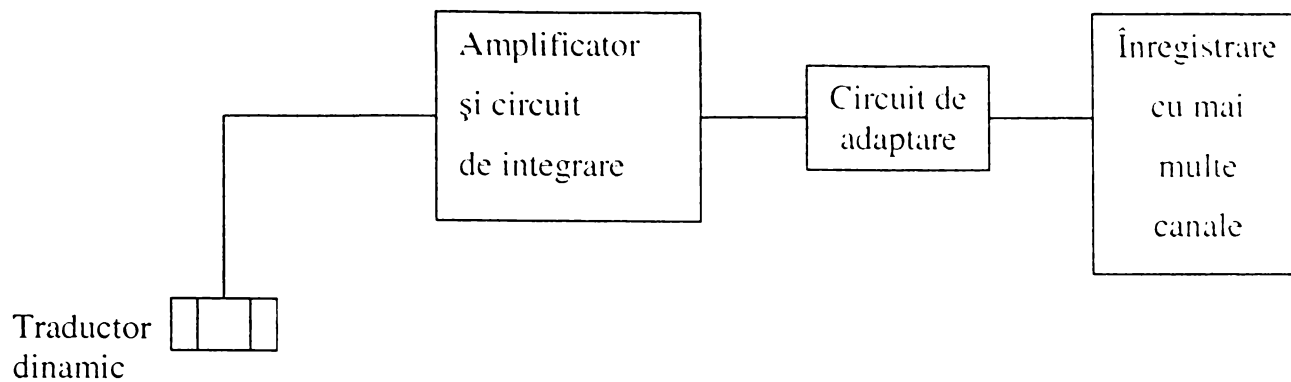 Amplificator
şi circuit
de integrare
Circuit de
adaptare
Înregistrare
cu mai
multe
canale
Traductor
dinamic